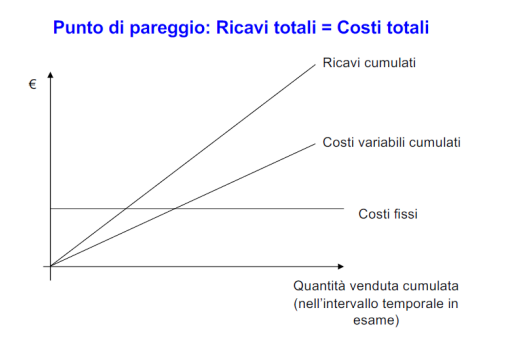 Punto di pareggio: Ricavi totali = Costi totali
€
Ricavi cumulati
Costi variabili cumulati
Costi fissi
Quantità venduta cumulata
(nell'intervallo temporale in
esame)